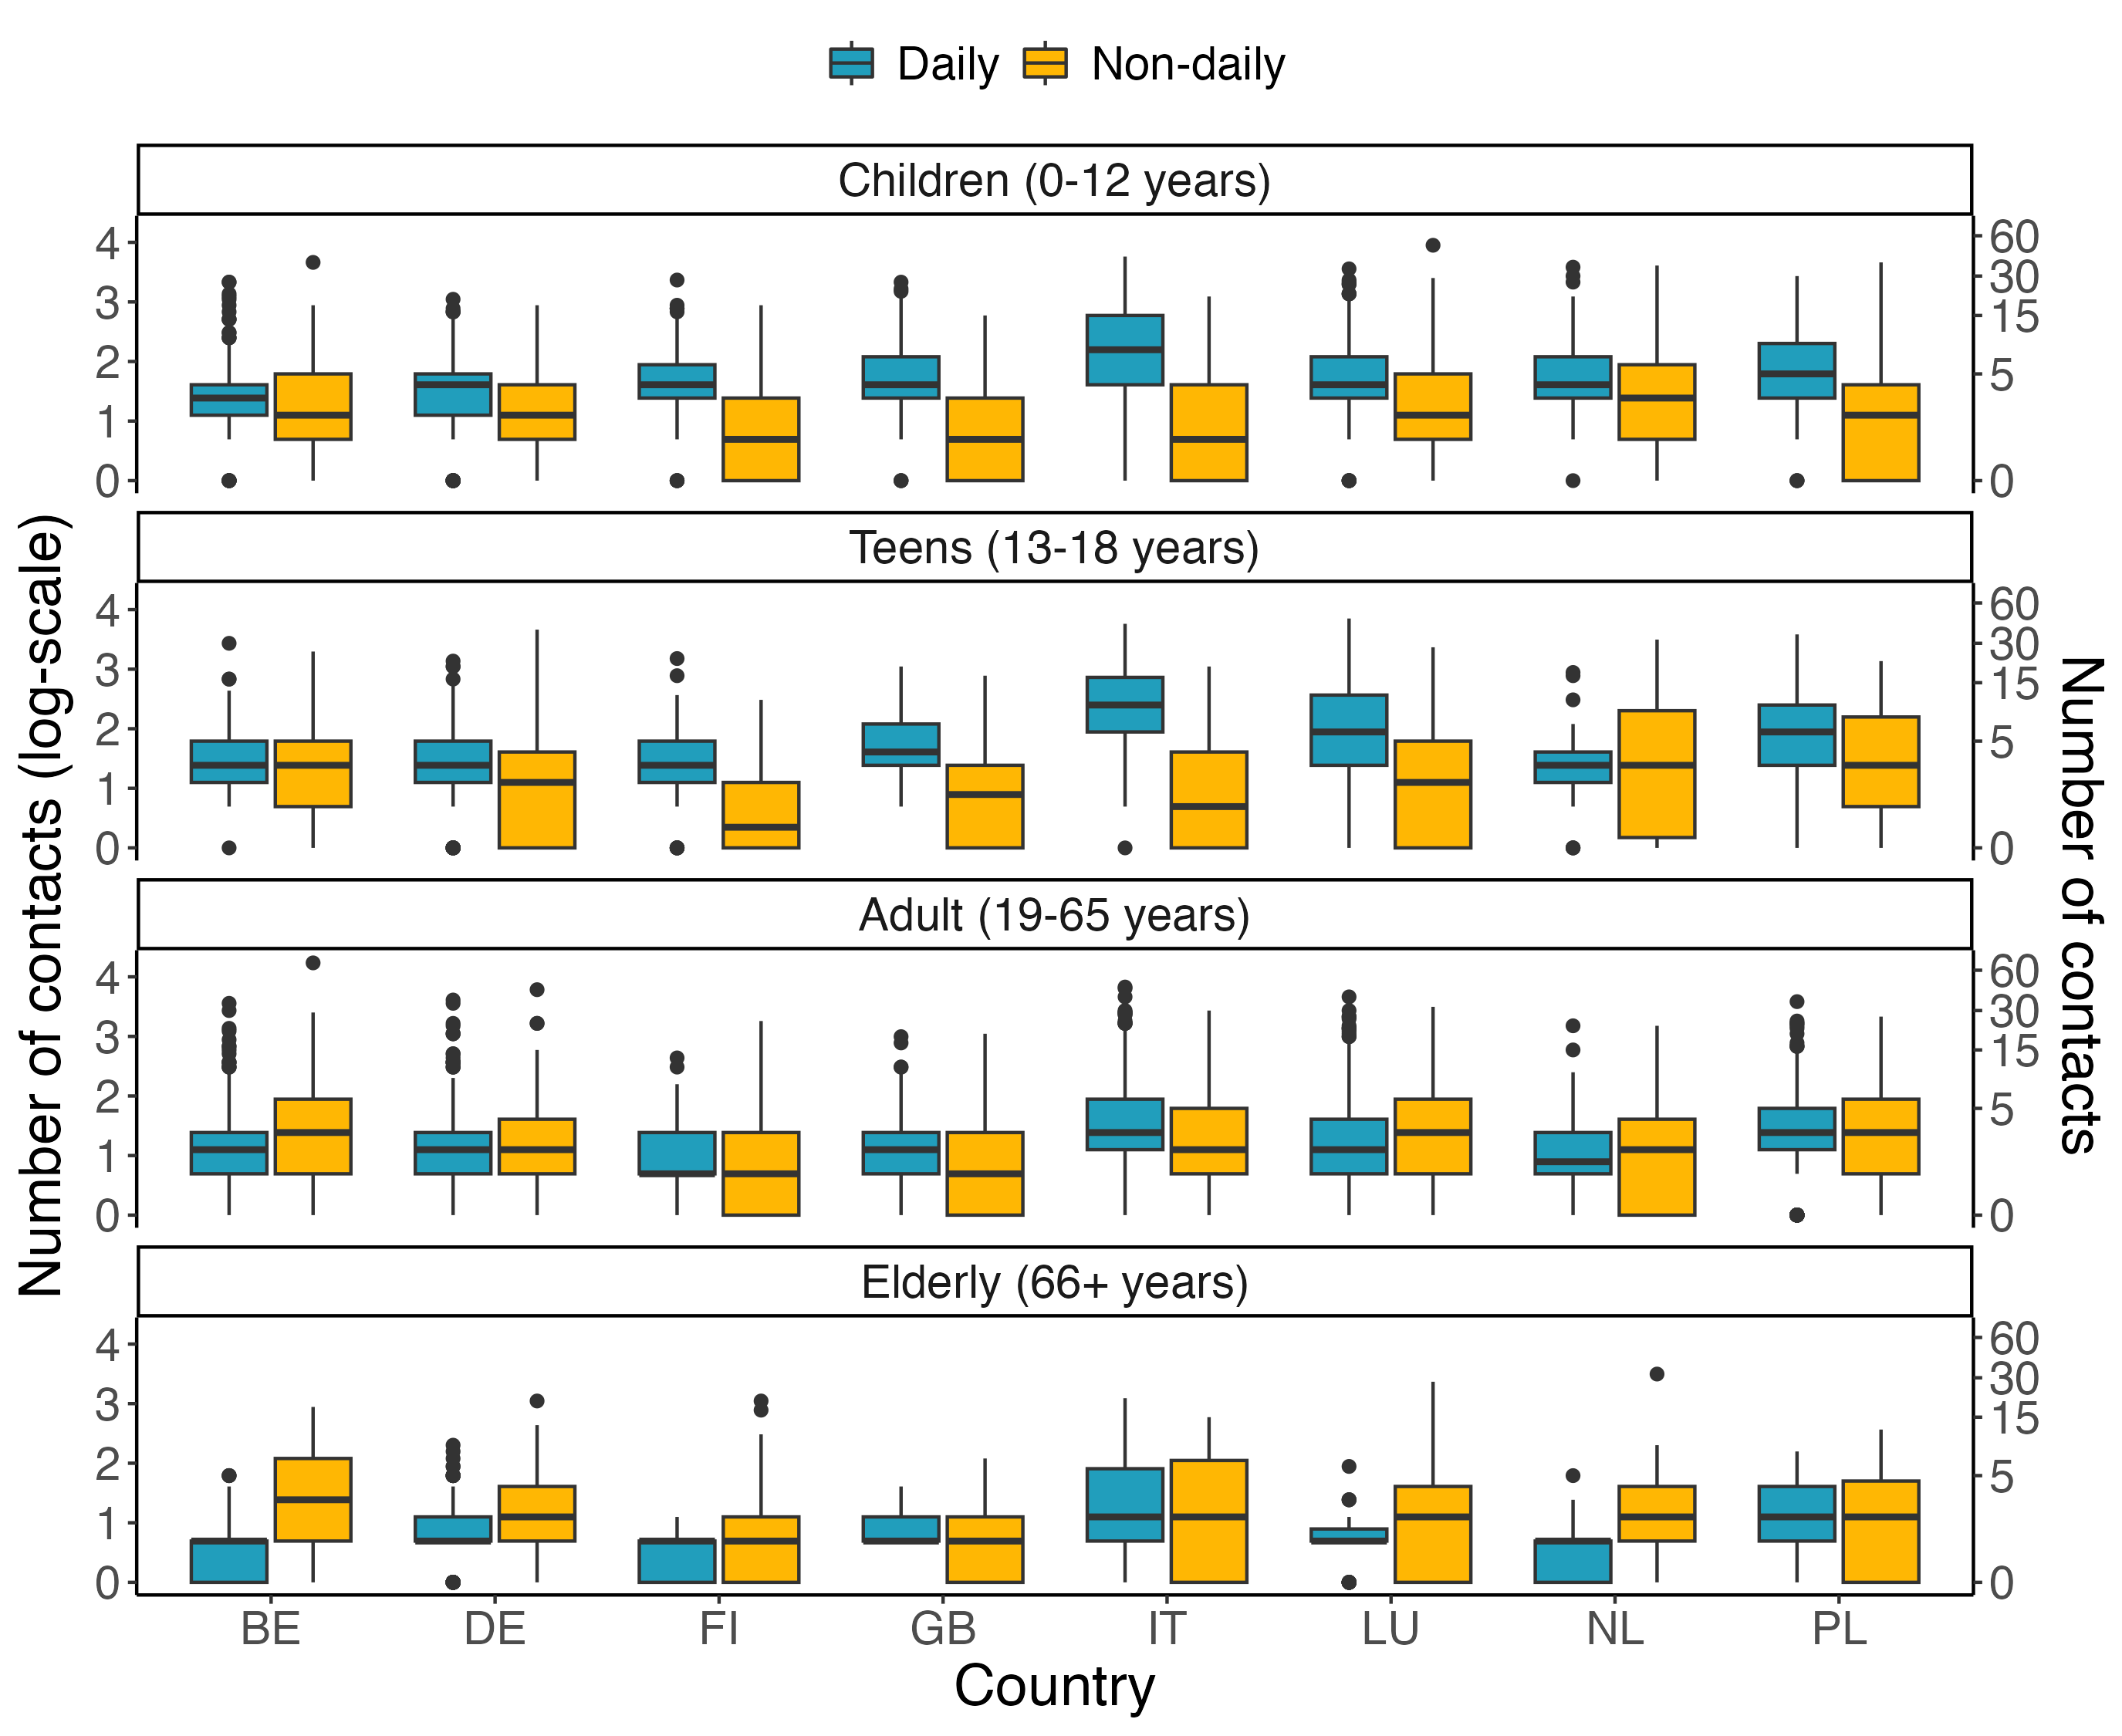 Daily Non-daily
Children (0-12 years)
4 60
3 30
2 15
1 5
0 0
Teens (13-18 years)
4 60
3 30
2 15
1 5
0 0
Adult (19-65 years)
4 60
3 30
2 15
1 5
0 0
Elderly (66+ years)
4 60
3 30
2 15
1 5
0 0
Number of contacts (log-scale)
Number of contacts
BE DE FI GB IT LU NL PL
Country